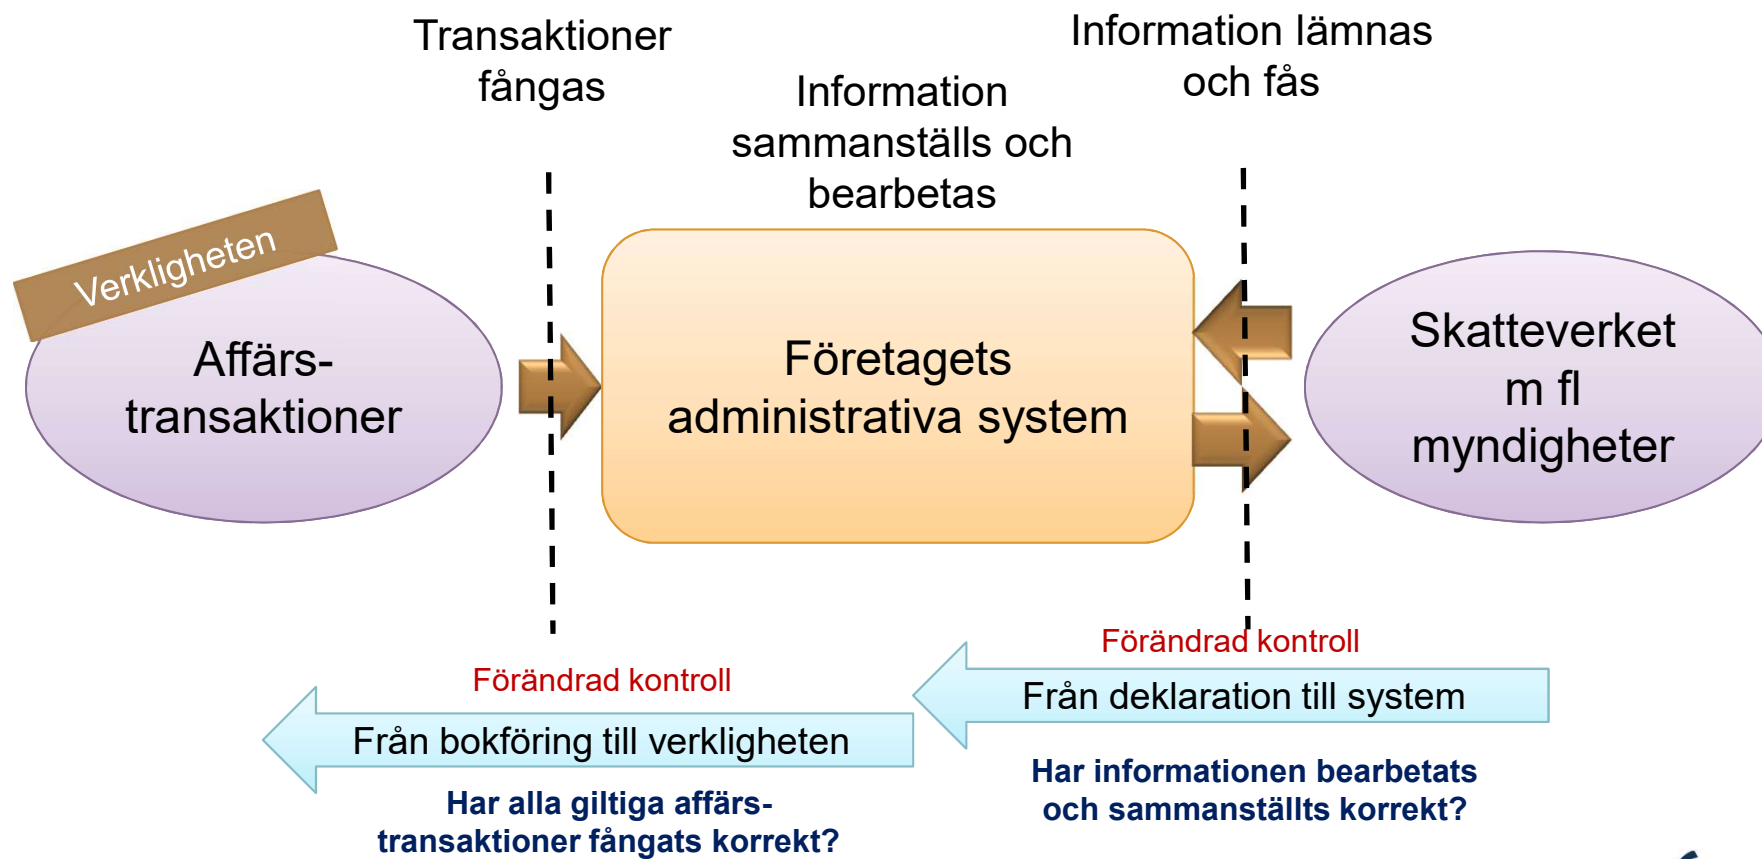 Transaktioner
fångas
Information
sammanställs och
bearbetas
Information lämnas
och fås
Verkligheten
Affärs-
transaktioner
Företagets
administrativa system
Skatteverket
m fl
myndigheter
Förändrad kontroll
Från deklaration till system
Har informationen bearbetats
och sammanställts korrekt?
Förändrad kontroll
Från bokföring till verkligheten
Har alla giltiga affärs-
transaktioner fångats korrekt?